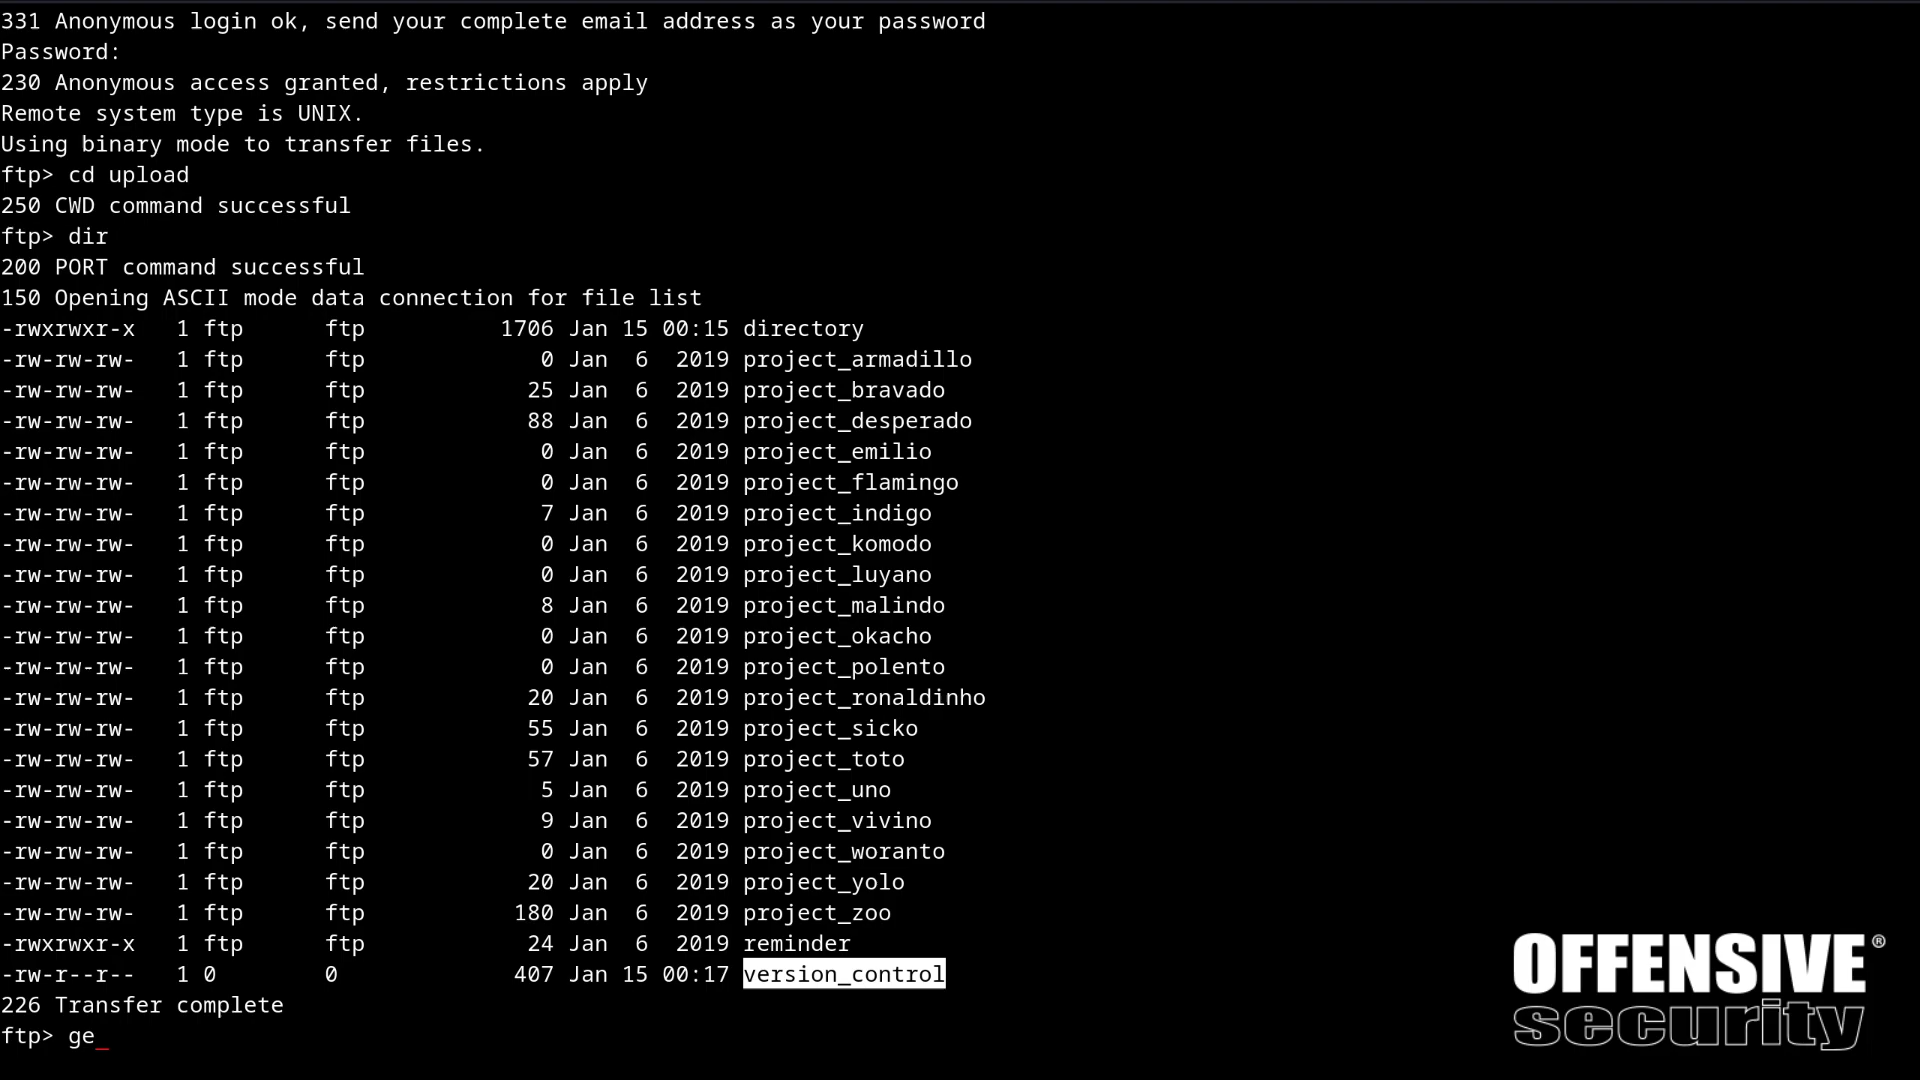 331 Anonymous login ok, send your complete email address as your password
Password:
230 Anonymous access granted, restrictions apply
Remote system type is UNIX.
Using binary mode to transfer files.
ftp> cd upload
250 CWD command successful
ftp> dir
200 PORT command successful
150 Opening ASCII mode data connection for file list
-rwxrwxr-x   1 ftp      ftp          1706 Jan 15 00:15 directory
-rw-rw-rw-   1 ftp      ftp             0 Jan  6  2019 project_armadillo
-rw-rw-rw-   1 ftp      ftp            25 Jan  6  2019 project_bravado
-rw-rw-rw-   1 ftp      ftp            88 Jan  6  2019 project_desperado
-rw-rw-rw-   1 ftp      ftp             0 Jan  6  2019 project_emilio
-rw-rw-rw-   1 ftp      ftp             0 Jan  6  2019 project_flamingo
-rw-rw-rw-   1 ftp      ftp             7 Jan  6  2019 project_indigo
-rw-rw-rw-   1 ftp      ftp             0 Jan  6  2019 project_komodo
-rw-rw-rw-   1 ftp      ftp             0 Jan  6  2019 project_luyano
-rw-rw-rw-   1 ftp      ftp             8 Jan  6  2019 project_malindo
-rw-rw-rw-   1 ftp      ftp             0 Jan  6  2019 project_okacho
-rw-rw-rw-   1 ftp      ftp             0 Jan  6  2019 project_polento
-rw-rw-rw-   1 ftp      ftp            20 Jan  6  2019 project_ronaldinho
-rw-rw-rw-   1 ftp      ftp            55 Jan  6  2019 project_sicko
-rw-rw-rw-   1 ftp      ftp            57 Jan  6  2019 project_toto
-rw-rw-rw-   1 ftp      ftp             5 Jan  6  2019 project_uno
-rw-rw-rw-   1 ftp      ftp             9 Jan  6  2019 project_vivino
-rw-rw-rw-   1 ftp      ftp             0 Jan  6  2019 project_woranto
-rw-rw-rw-   1 ftp      ftp            20 Jan  6  2019 project_yolo
-rw-rw-rw-   1 ftp      ftp           180 Jan  6  2019 project_zoo
-rwxrwxr-x   1 ftp      ftp            24 Jan  6  2019 reminder
-rw-r--r--   1 0        0             407 Jan 15 00:17 version_control
226 Transfer complete
ftp> ge_
OFFENSIVE®
security